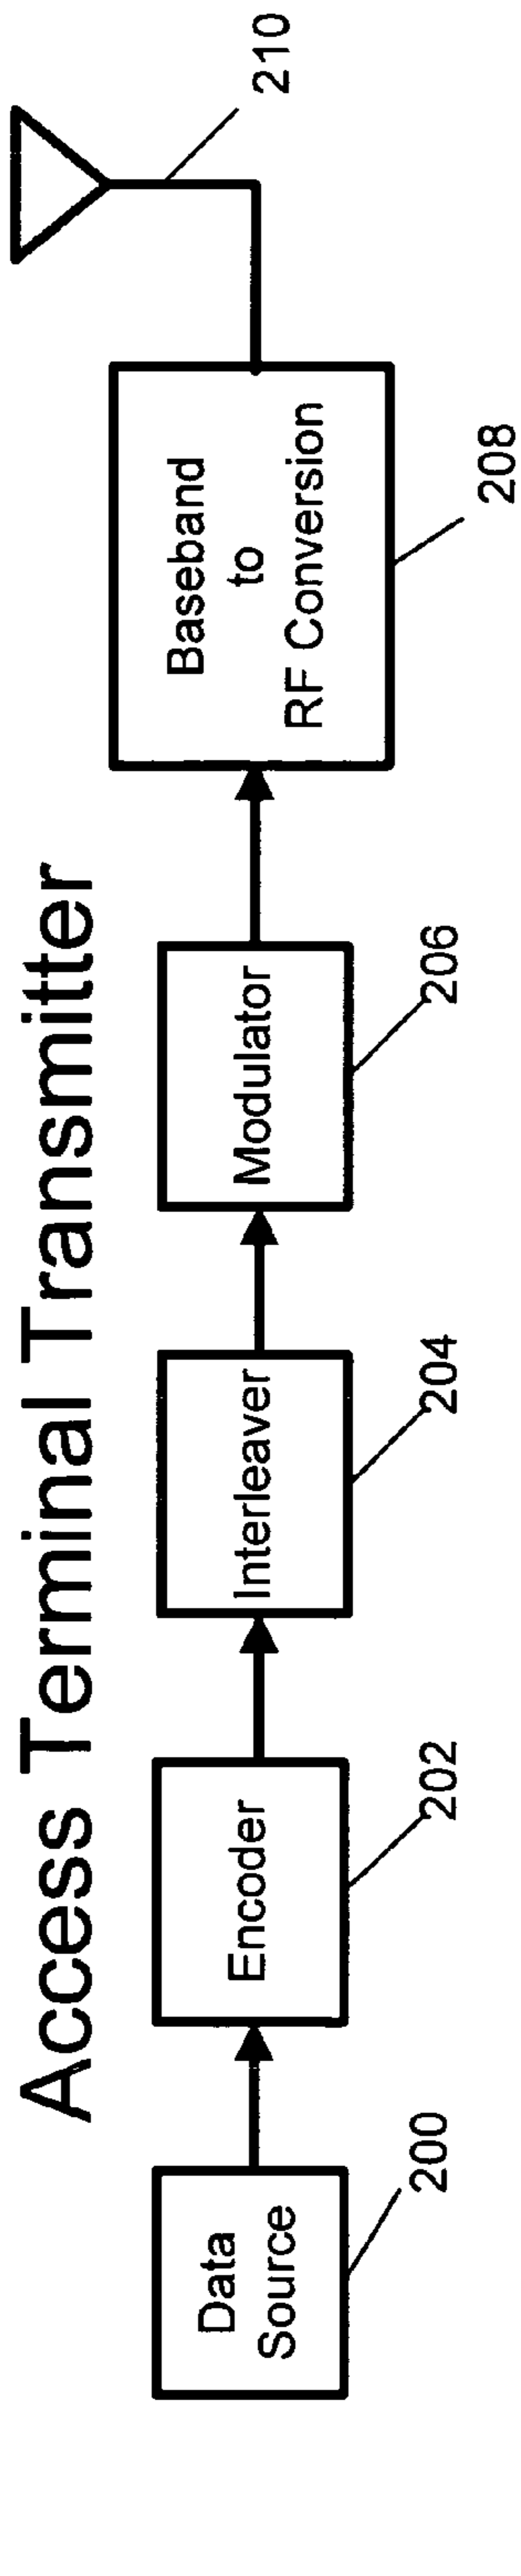 Access Terminal Transmitter
Data
Source
200
Encoder
202
Interleaver
204
Modulator
206
Baseband
to
RF Conversion
208
210